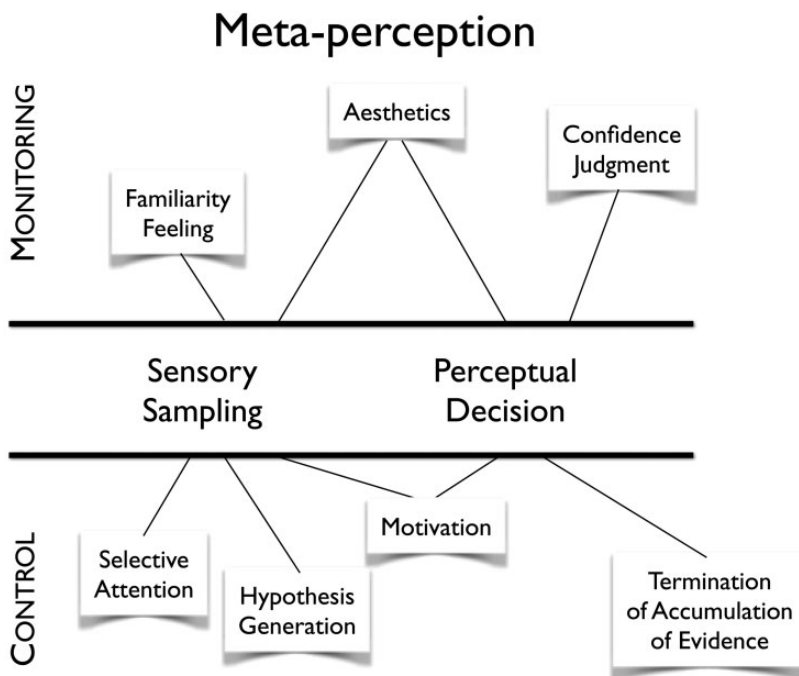 Meta-perception
MONITORING
Aesthetics
Confidence
Judgment
Familiarity
Feeling
Sensory
Sampling
Perceptual
Decision
CONTROL
Motivation
Selective
Attention
Hypothesis
Generation
Termination
of Accumulation
of Evidence